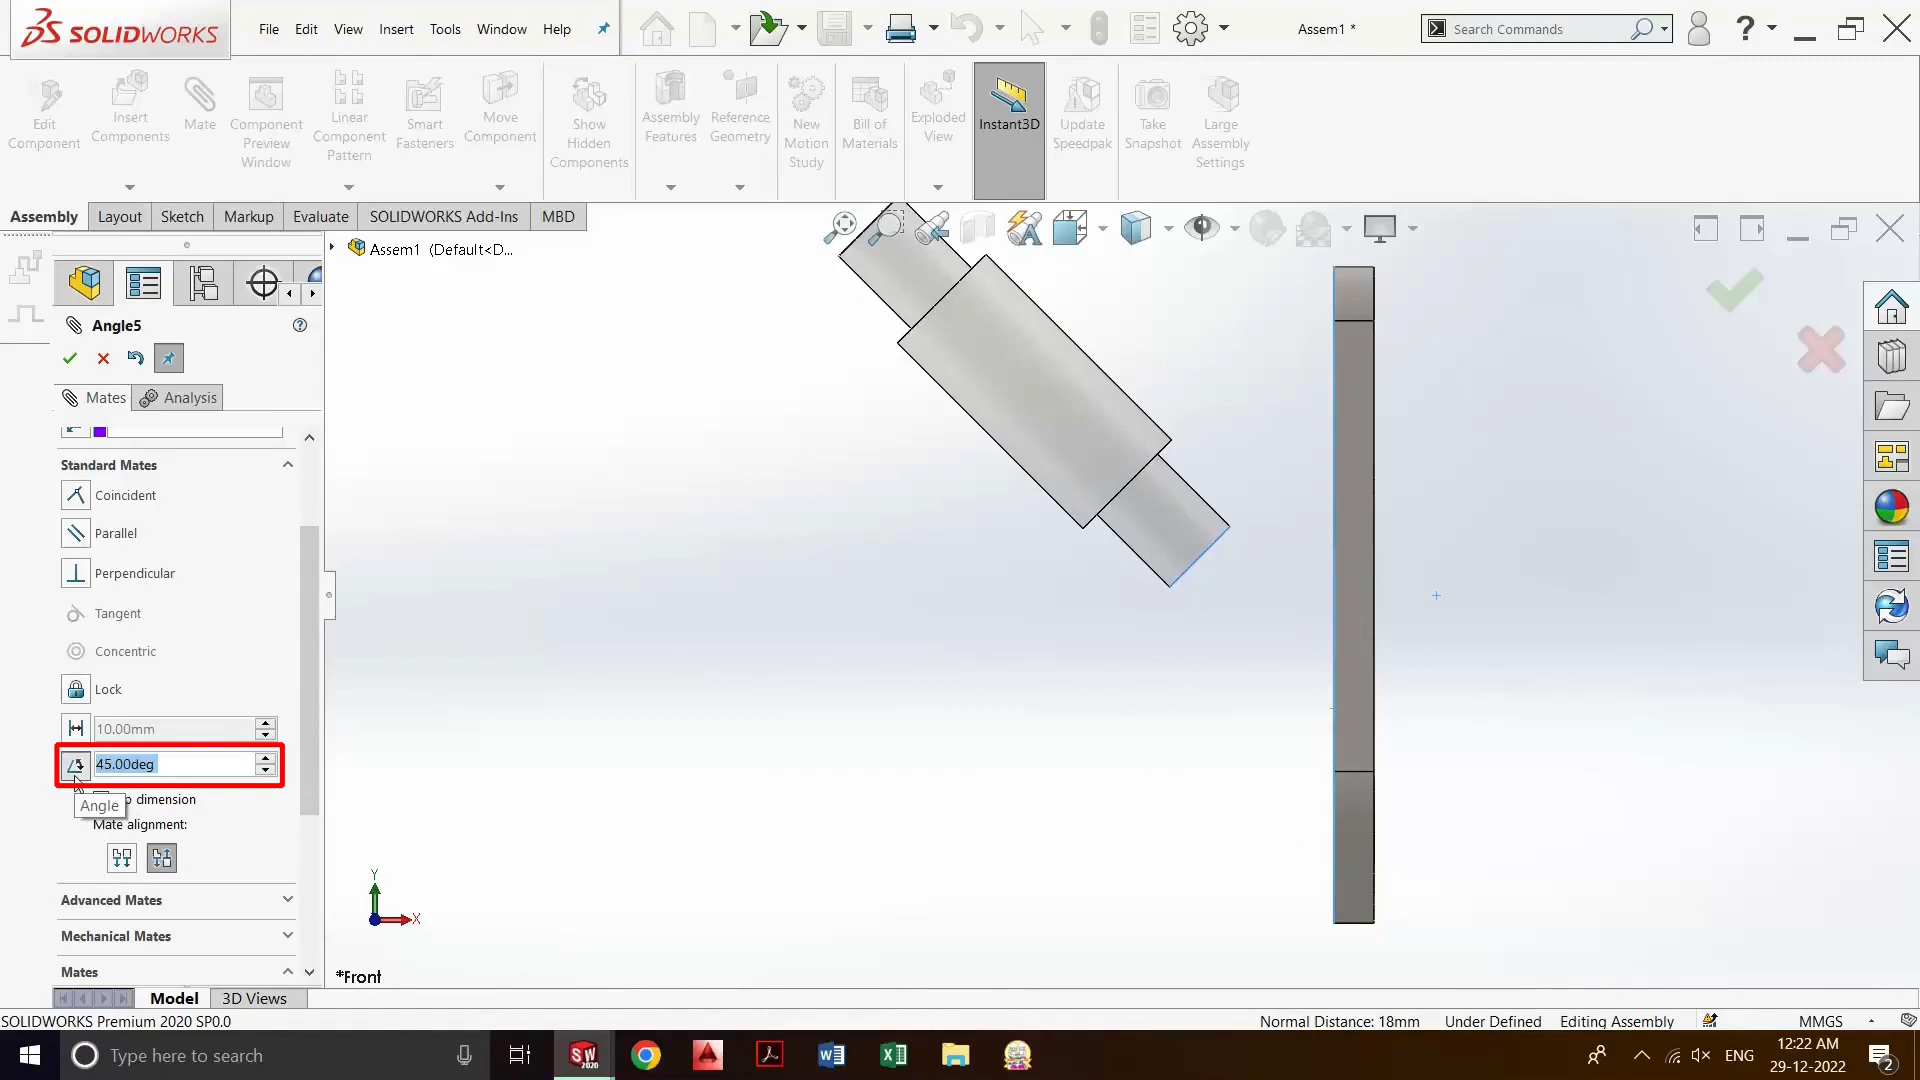 SOLIDWORKS
File Edit View Insert Tools Window Help
Assem1 *
Search Commands
Edit Component
Insert Components
Mate
Component Preview Window
Linear Component Pattern
Smart Fasteners
Move Component
Show Hidden Components
Assembly Features
Reference Geometry
New Motion Study
Bill of Materials
Exploded View
Instant3D
Update Speedpak
Take Snapshot
Large Assembly Settings
Assembly Layout Sketch Markup Evaluate SOLIDWORKS Add-Ins MBD
Assem1 (Default<D...
Angle5
Mates Analysis
Standard Mates
Coincident
Parallel
Perpendicular
Tangent
Concentric
Lock
10.00mm
45.00deg
Angle
dimension
Mate alignment:
Advanced Mates
Mechanical Mates
Mates
Y
X
*Front
Model 3D Views
SOLIDWORKS Premium 2020 SP0.0
Normal Distance: 18mm Under Defined Editing Assembly MMGS
Type here to search
SW 2020
ENG
12:22 AM
29-12-2022
2